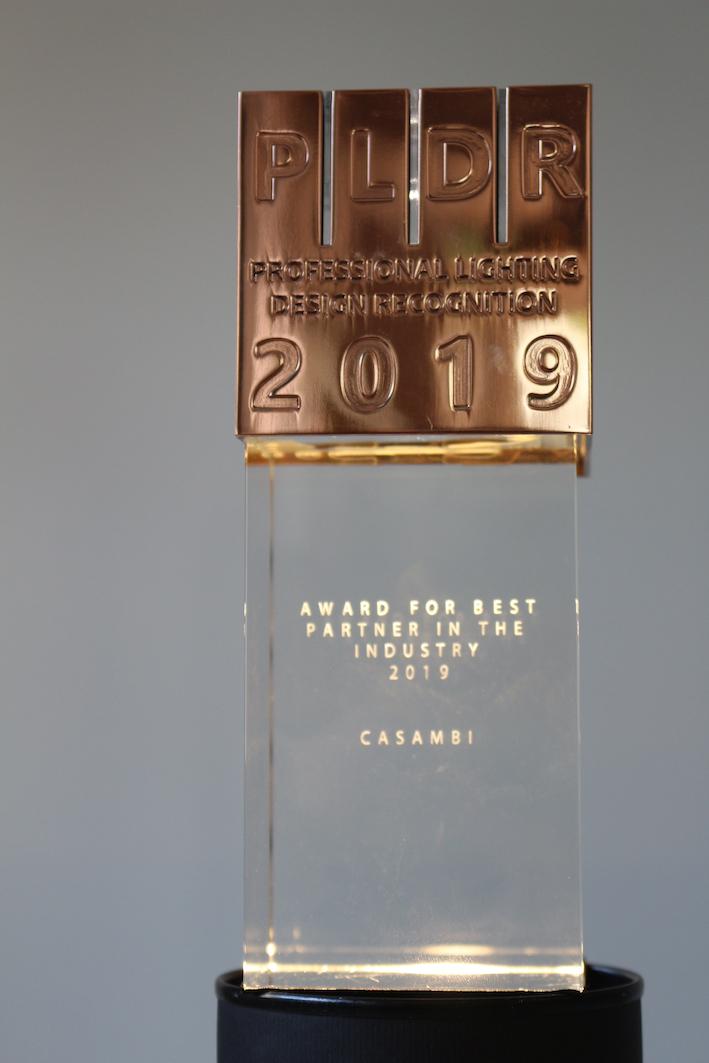 PLDR
PROFESSIONAL LIGHTING
DESIGN RECOGNITION
2019
AWARD FOR BEST
PARTNER IN THE
INDUSTRY
2019
CASAMBI